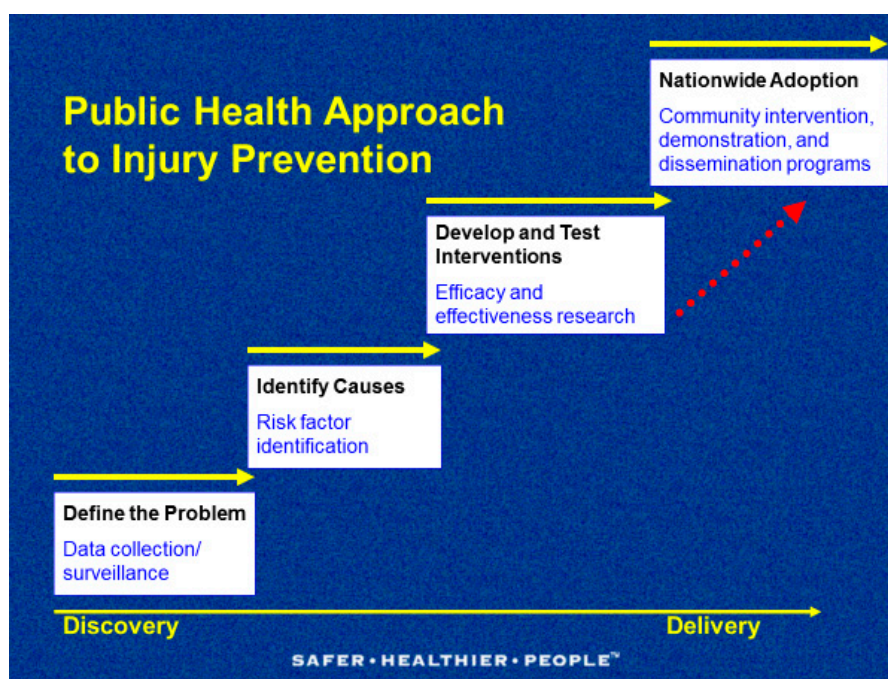 Public Health Approach
to Injury Prevention
Nationwide Adoption
Community intervention,
demonstration, and
dissemination programs
Develop and Test
Interventions
Efficacy and
effectiveness research
Identify Causes
Risk factor
identification
Define the Problem
Data collection/
surveillance
Discovery
Delivery
SAFER • HEALTHIER • PEOPLE™